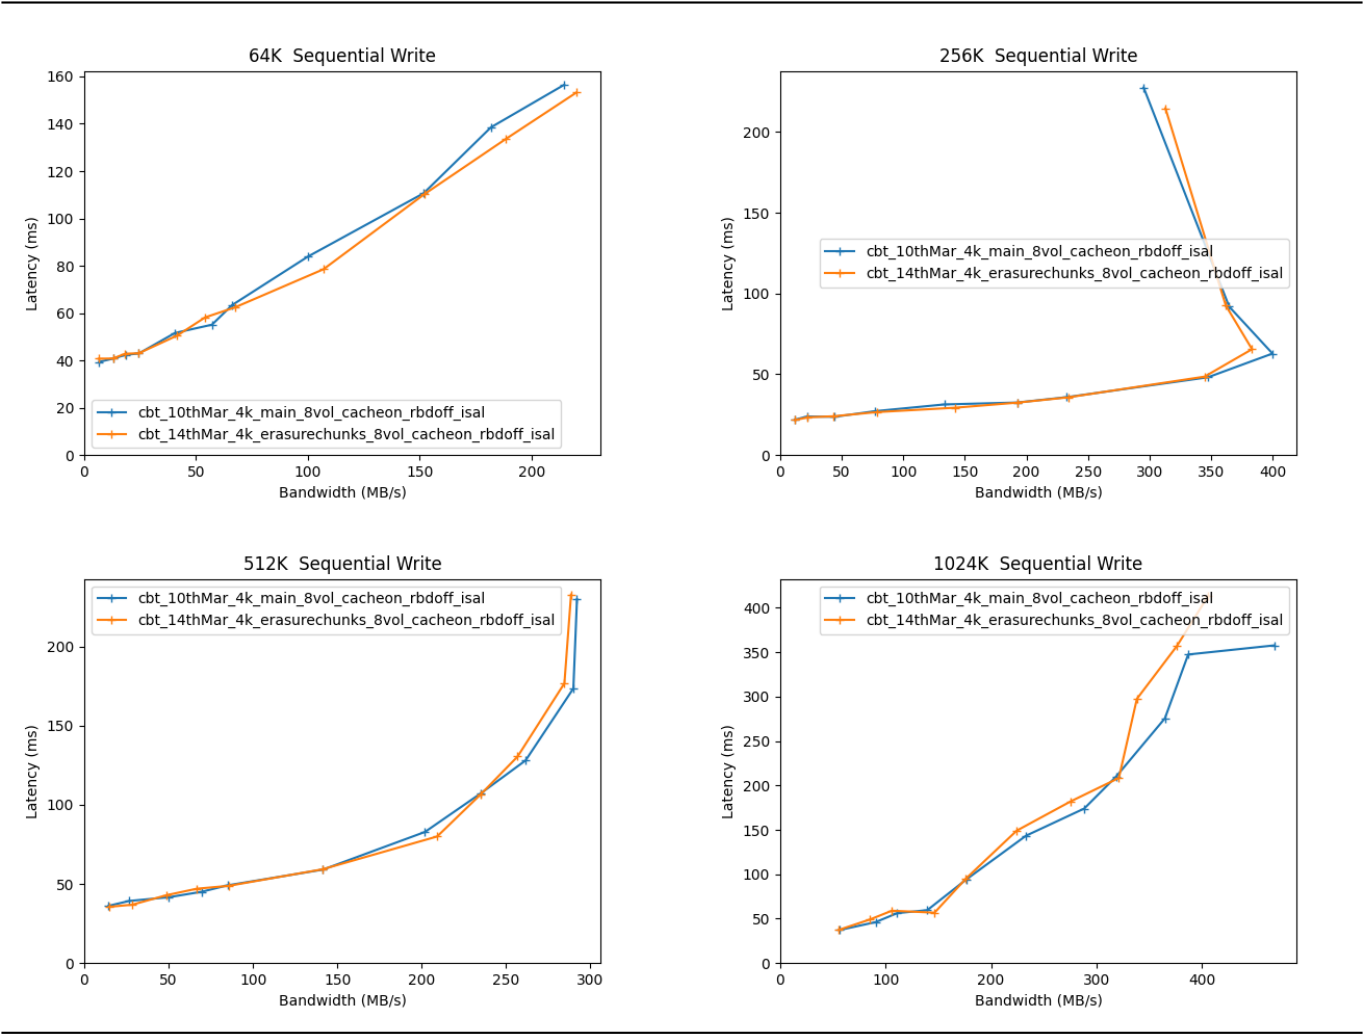 64K  Sequential Write
160
140
120
100
80
60
40
20
0
Latency (ms)
cbt_10thMar_4k_main_8vol_cacheon_rbdoff_isal
cbt_14thMar_4k_erasurechunks_8vol_cacheon_rbdoff_isal
0 50 100 150 200
Bandwidth (MB/s)
256K  Sequential Write
200
150
100
50
0
Latency (ms)
cbt_10thMar_4k_main_8vol_cacheon_rbdoff_isal
cbt_14thMar_4k_erasurechunks_8vol_cacheon_rbdoff_isal
0 50 100 150 200 250 300 350 400
Bandwidth (MB/s)
512K  Sequential Write
cbt_10thMar_4k_main_8vol_cacheon_rbdoff_isal
cbt_14thMar_4k_erasurechunks_8vol_cacheon_rbdoff_isal
200
150
100
50
0
Latency (ms)
0 50 100 150 200 250 300
Bandwidth (MB/s)
1024K  Sequential Write
cbt_10thMar_4k_main_8vol_cacheon_rbdoff_isal
cbt_14thMar_4k_erasurechunks_8vol_cacheon_rbdoff_isal
400
350
300
250
200
150
100
50
0
Latency (ms)
0 100 200 300 400
Bandwidth (MB/s)